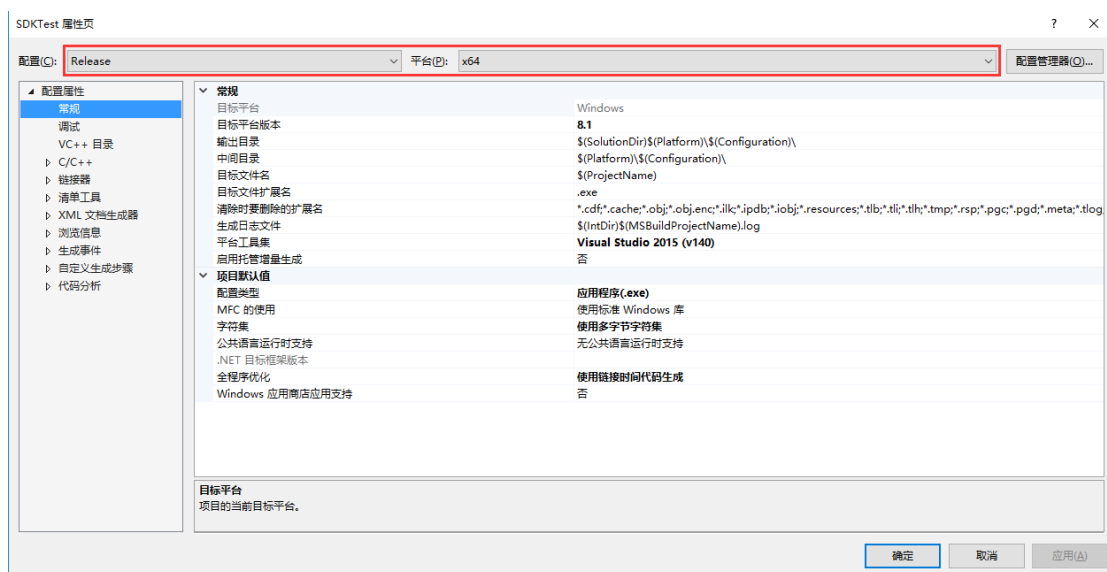 SDKTest 属性页 ? ×
配置(C): Release 平台(P): x64 配置管理器(O)...
配置属性
常规
调试
VC++ 目录
C/C++
链接器
清单工具
XML 文档生成器
浏览信息
生成事件
自定义生成步骤
代码分析
常规
目标平台 Windows
目标平台版本 8.1
输出目录 $(SolutionDir)$(Platform)\$(Configuration)\
中间目录 $(Platform)\$(Configuration)\
目标文件名 $(ProjectName)
目标文件扩展名 .exe
清除时要删除的扩展名 *.cdf;*.cache;*.obj;*.obj.enc;*.ilk;*.ipdb;*.iobj;*.resources;*.tlb;*.tli;*.tlh;*.tmp;*.rsp;*.pgc;*.pgd;*.meta;*.tlog
生成日志文件 $(IntDir)$(MSBuildProjectName).log
平台工具集 Visual Studio 2015 (v140)
启用托管增量生成 否
项目默认值
配置类型 应用程序(.exe)
MFC 的使用 使用标准 Windows 库
字符集 使用多字节字符集
公共语言运行时支持 无公共语言运行时支持
.NET 目标框架版本
全程序优化 使用链接时间代码生成
Windows 应用商店应用支持 否
目标平台
项目的当前目标平台。
确定 取消 应用(A)